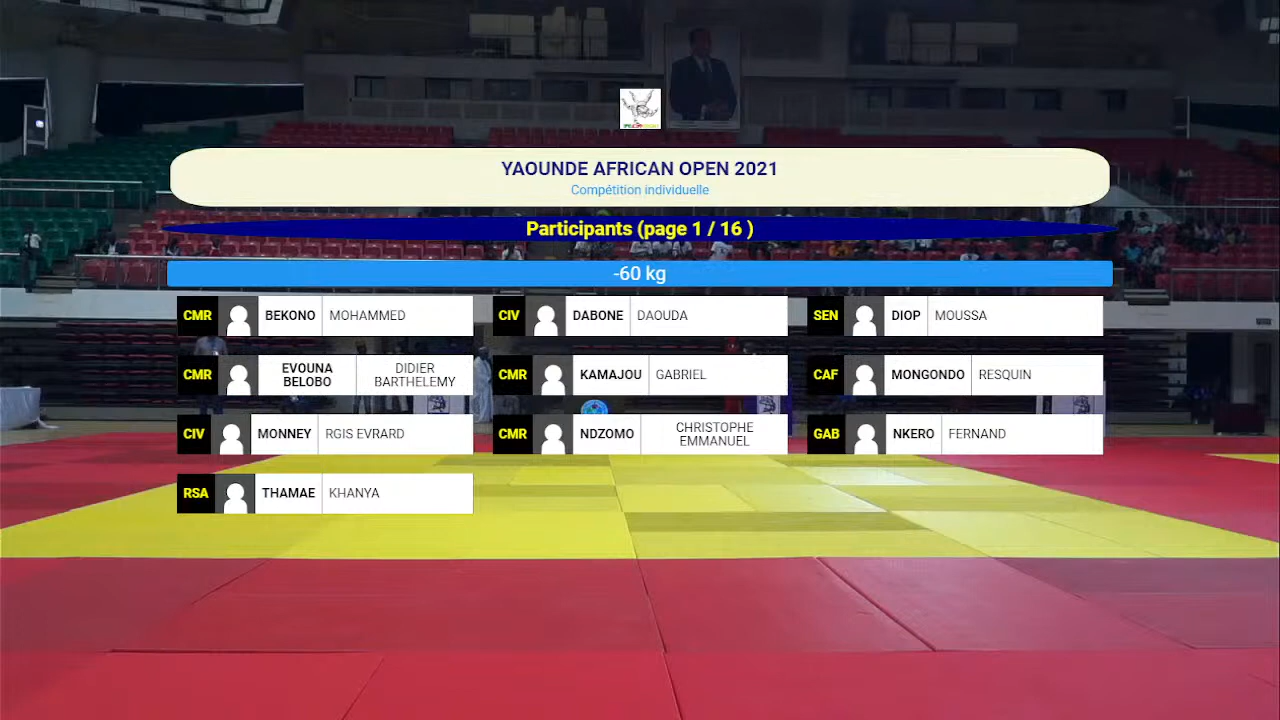 YAOUNDE AFRICAN OPEN 2021
Compétition individuelle
Participants (page 1 / 16 )
-60 kg
CMR BEKONO MOHAMMED
CIV DABONE DAOUDA
SEN DIOP MOUSSA
CMR EVOUNA BELOBO DIDIER BARTHELEMY
CMR KAMAJOU GABRIEL
CAF MONGONDO RESQUIN
CIV MONNEY RGIS EVRARD
CMR NDZOMO CHRISTOPHE EMMANUEL
GAB NKERO FERNAND
RSA THAMAE KHANYA